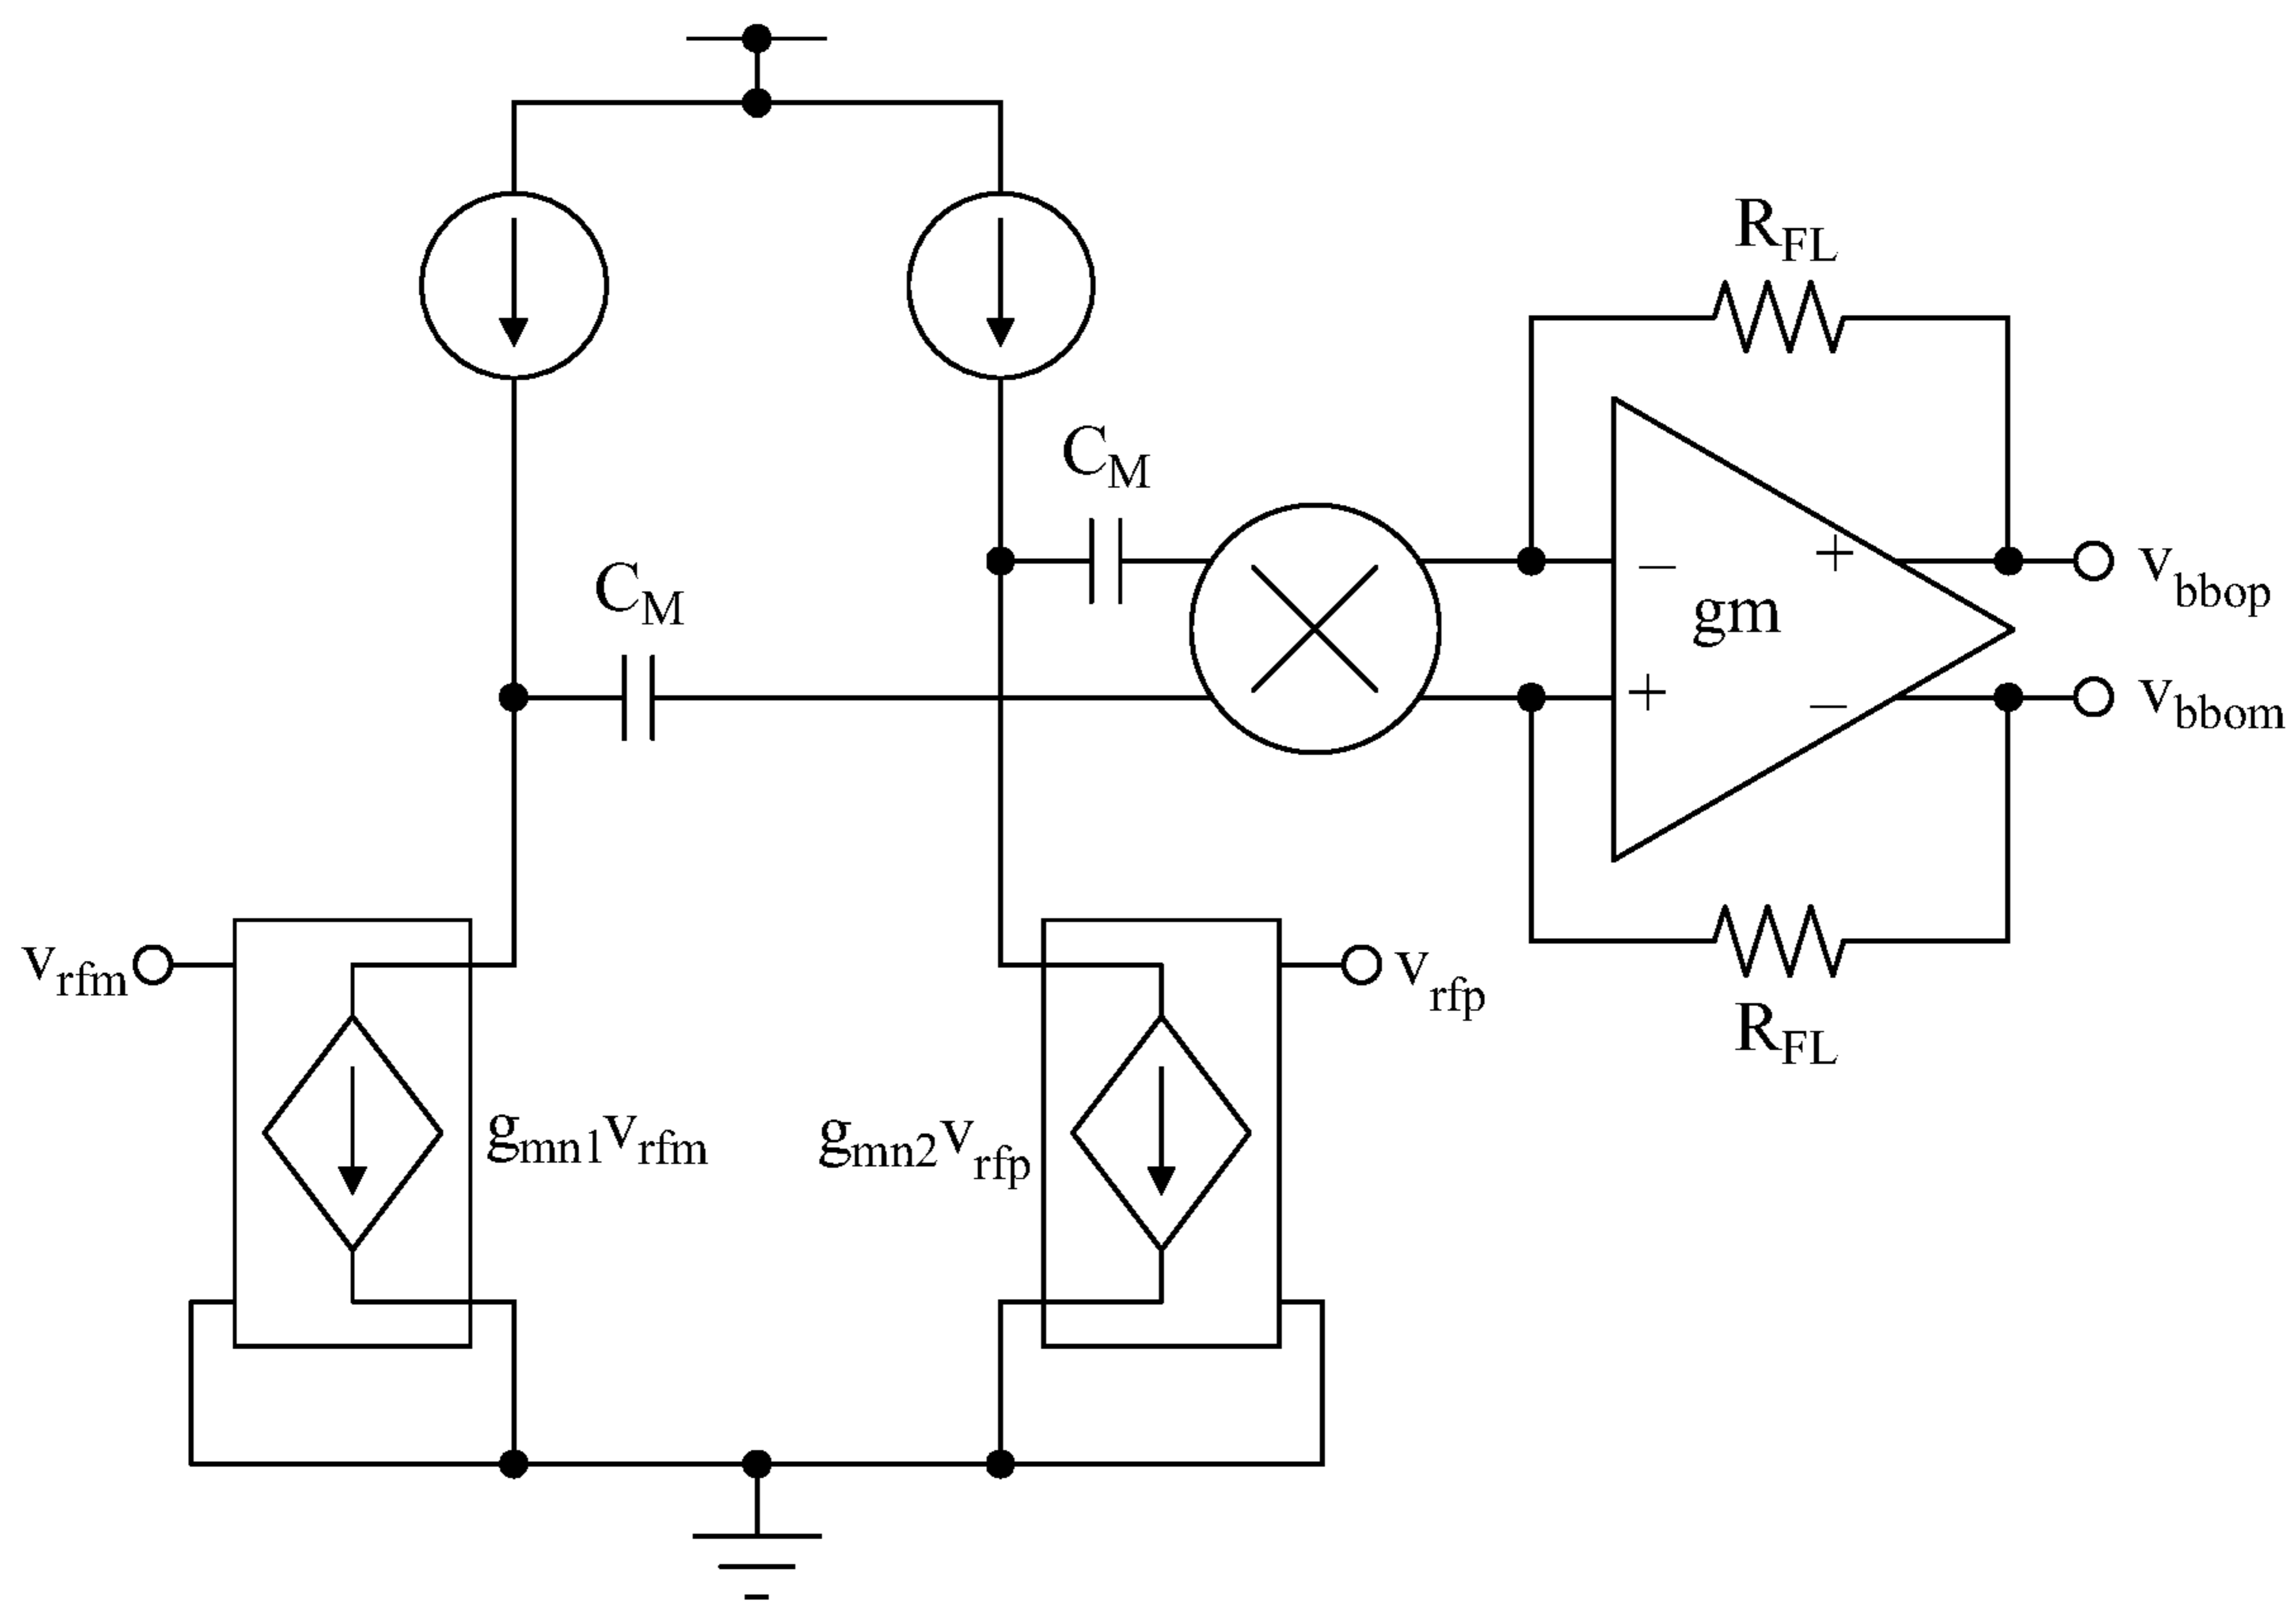 R_FL
C_M
C_M
− +
gm
+ −
v_bbop
v_bbom
v_rfm
g_mn1v_rfm
g_mn2v_rfp
v_rfp
R_FL